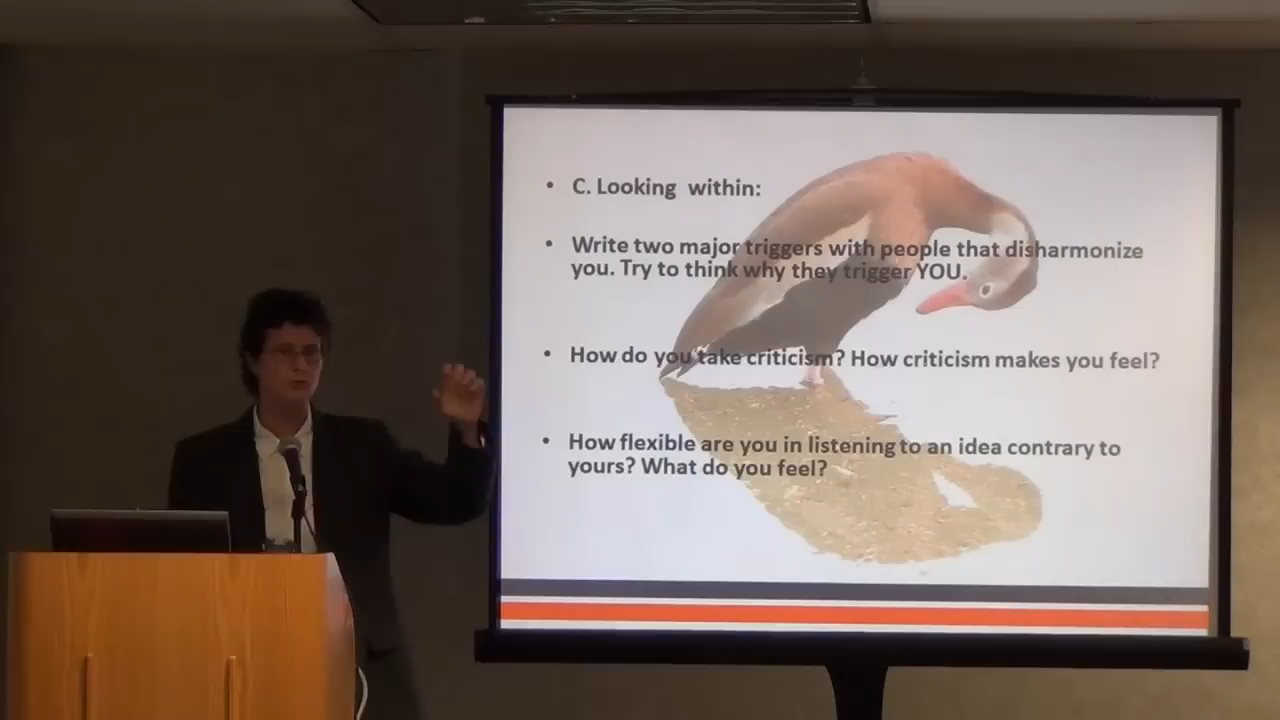 • C. Looking within:
• Write two major triggers with people that disharmonize
you. Try to think why they trigger YOU.
• How do you take criticism? How criticism makes you feel?
• How flexible are you in listening to an idea contrary to
yours? What do you feel?